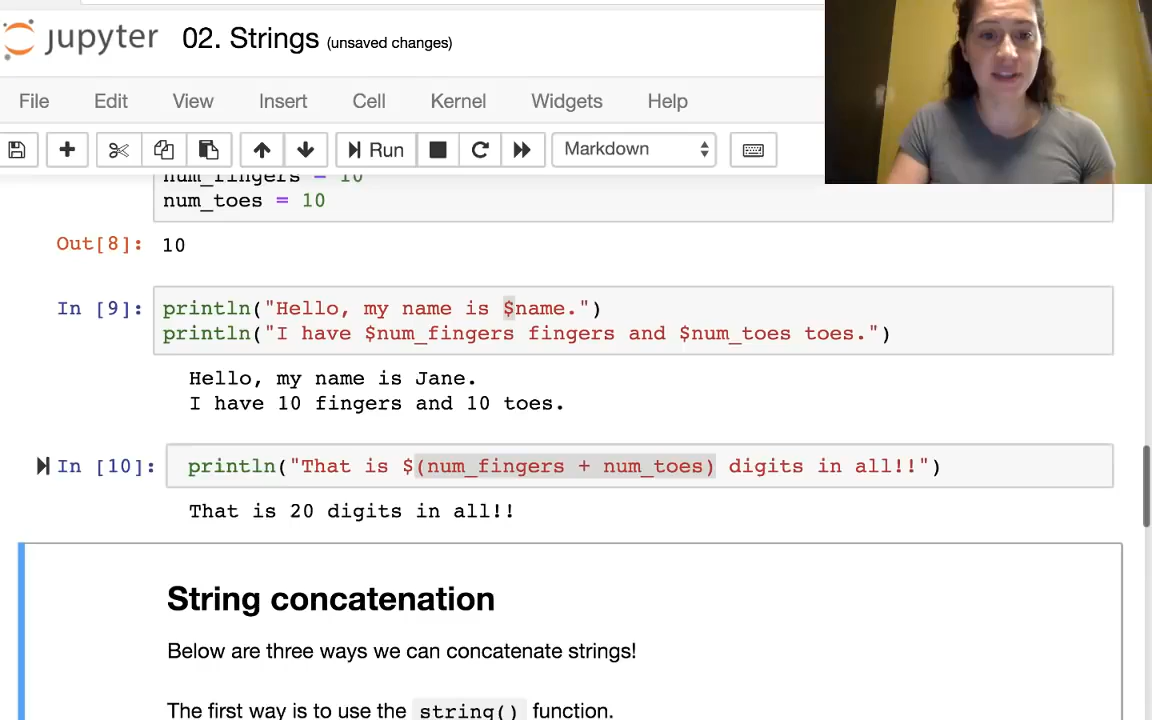 jupyter 02. Strings (unsaved changes)
File Edit View Insert Cell Kernel Widgets Help
Run Markdown
num_fingers = 10
num_toes = 10
Out[8]: 10
In [9]: println("Hello, my name is $name.")
println("I have $num_fingers fingers and $num_toes toes.")
Hello, my name is Jane.
I have 10 fingers and 10 toes.
In [10]: println("That is $(num_fingers + num_toes) digits in all!!")
That is 20 digits in all!!
String concatenation
Below are three ways we can concatenate strings!
The first way is to use the string() function.